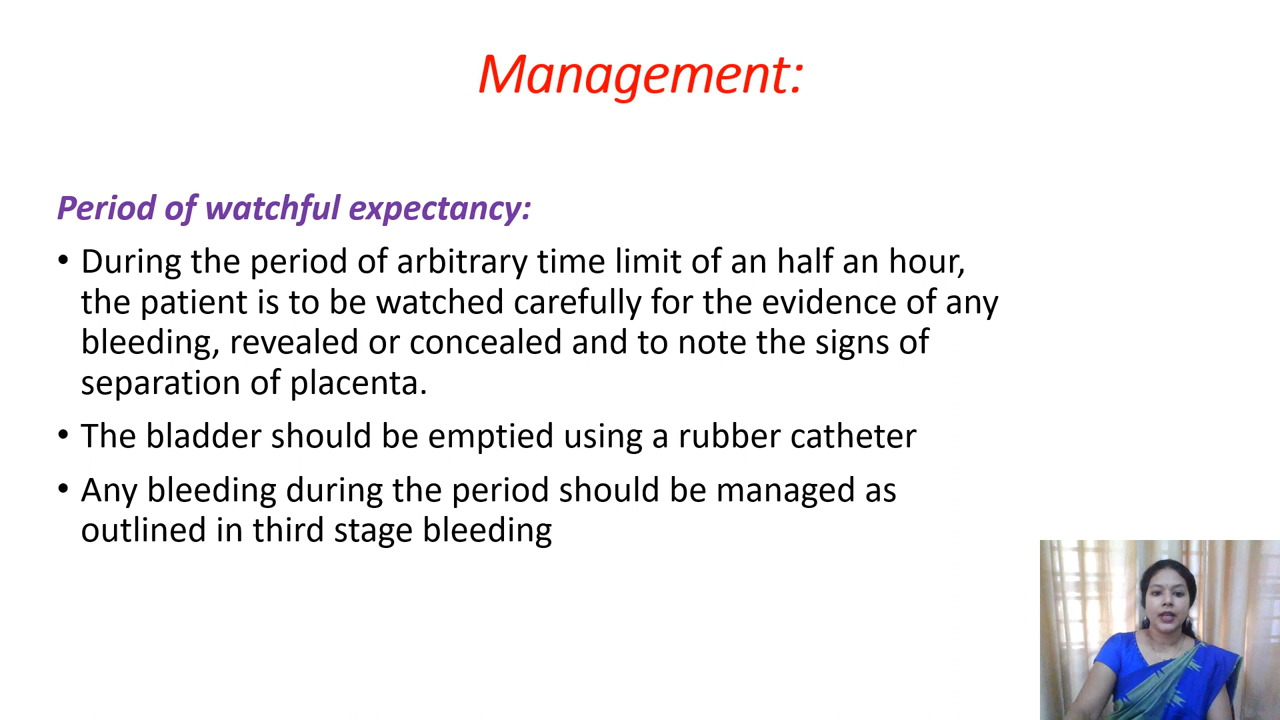 Management:
Period of watchful expectancy:
• During the period of arbitrary time limit of an half an hour,
the patient is to be watched carefully for the evidence of any
bleeding, revealed or concealed and to note the signs of
separation of placenta.
• The bladder should be emptied using a rubber catheter
• Any bleeding during the period should be managed as
outlined in third stage bleeding